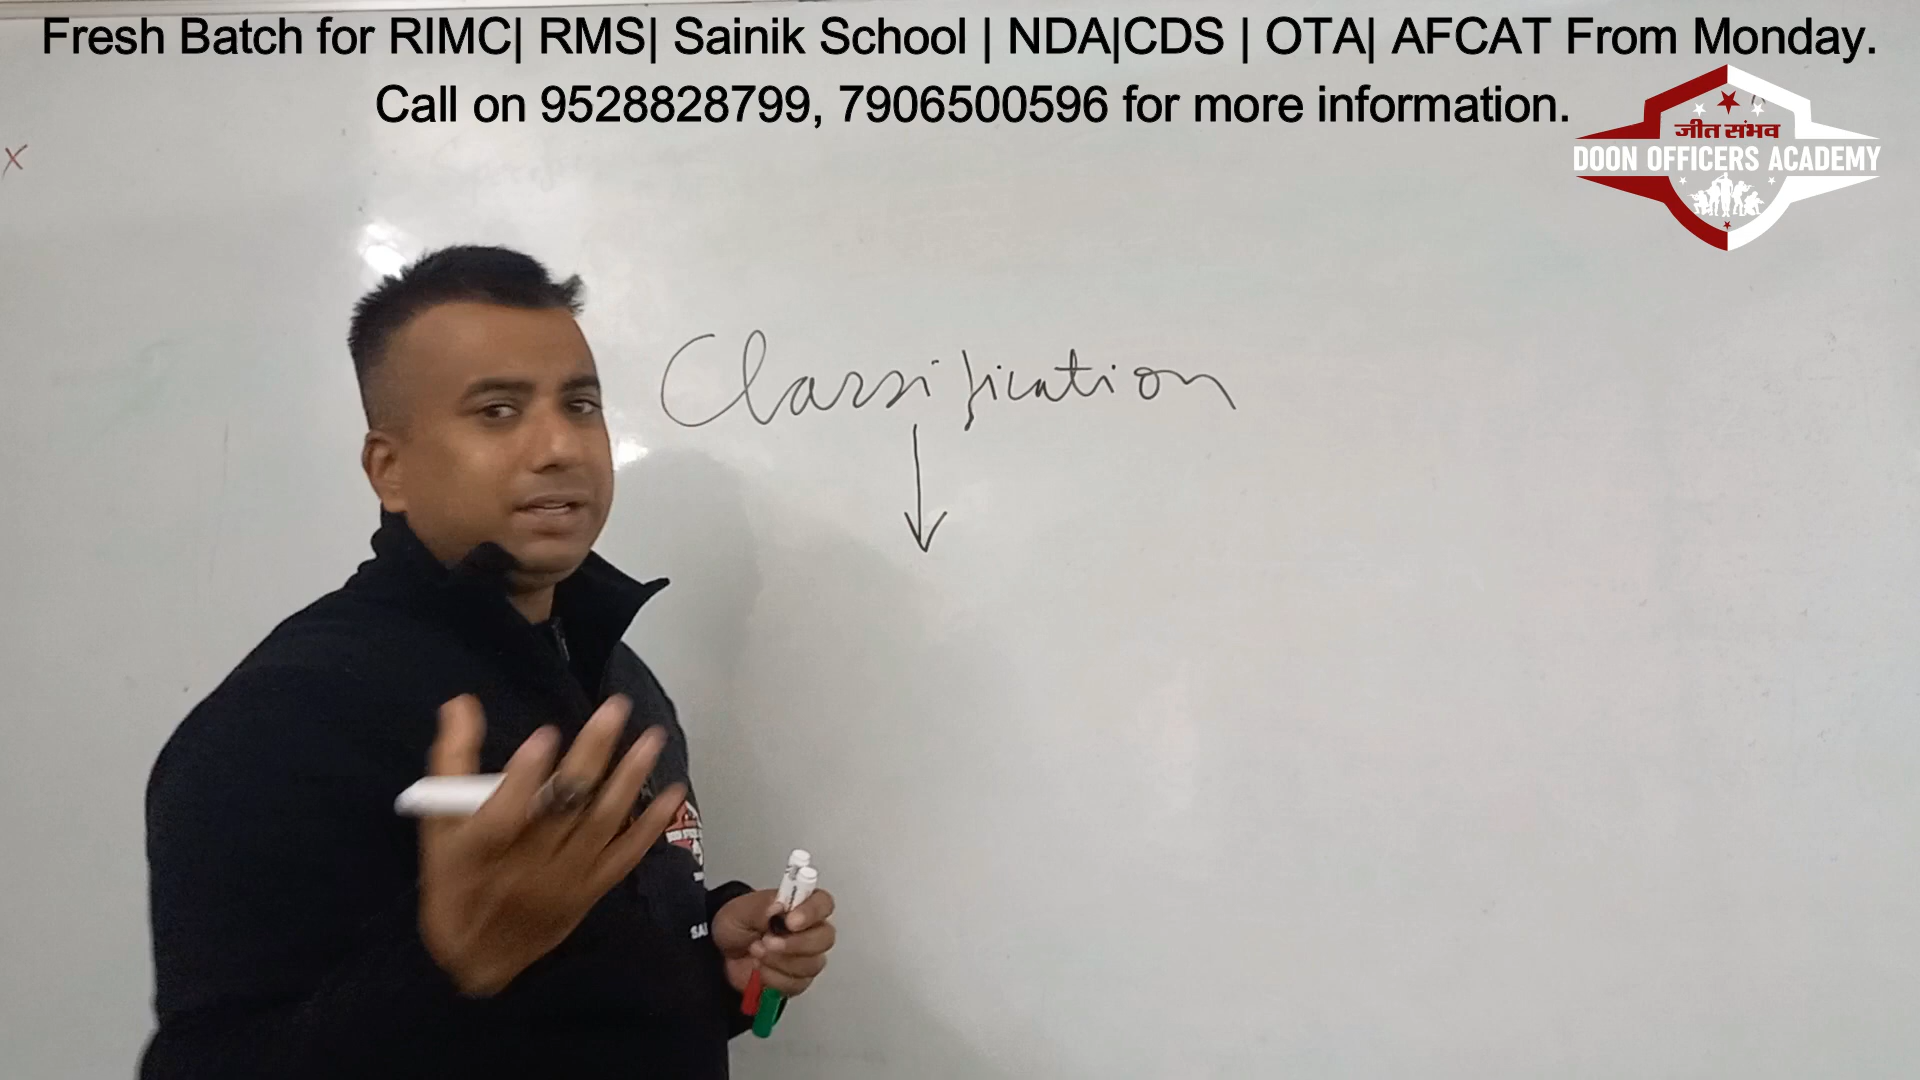 Fresh Batch for RIMC| RMS| Sainik School | NDA|CDS | OTA| AFCAT From Monday.
Call on 9528828799, 7906500596 for more information.
जीत संभव
DOON OFFICERS ACADEMY
x
Classification
SAI